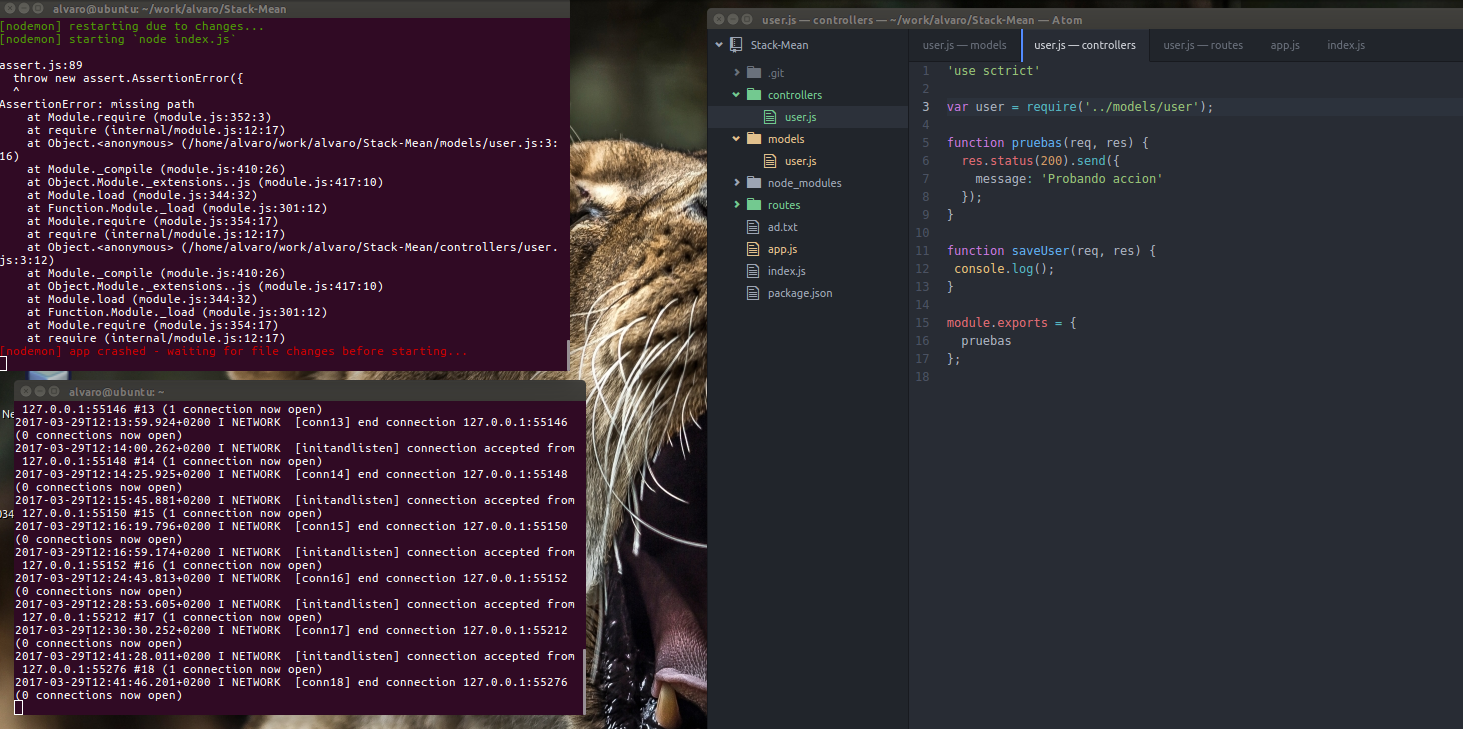 alvaro@ubuntu: ~/work/alvaro/Stack-Mean
[nodemon] restarting due to changes...
[nodemon] starting `node index.js`
assert.js:89
  throw new assert.AssertionError({
  ^
AssertionError: missing path
    at Module.require (module.js:352:3)
    at require (internal/module.js:12:17)
    at Object.<anonymous> (/home/alvaro/work/alvaro/Stack-Mean/models/user.js:3:
16)
    at Module._compile (module.js:410:26)
    at Object.Module._extensions..js (module.js:417:10)
    at Module.load (module.js:344:32)
    at Function.Module._load (module.js:301:12)
    at Module.require (module.js:354:17)
    at require (internal/module.js:12:17)
    at Object.<anonymous> (/home/alvaro/work/alvaro/Stack-Mean/controllers/user.
js:3:12)
    at Module._compile (module.js:410:26)
    at Object.Module._extensions..js (module.js:417:10)
    at Module.load (module.js:344:32)
    at Function.Module._load (module.js:301:12)
    at Module.require (module.js:354:17)
    at require (internal/module.js:12:17)
[nodemon] app crashed - waiting for file changes before starting...
Ne
034
alvaro@ubuntu: ~
 127.0.0.1:55146 #13 (1 connection now open)
2017-03-29T12:13:59.924+0200 I NETWORK  [conn13] end connection 127.0.0.1:55146
(0 connections now open)
2017-03-29T12:14:00.262+0200 I NETWORK  [initandlisten] connection accepted from
 127.0.0.1:55148 #14 (1 connection now open)
2017-03-29T12:14:25.925+0200 I NETWORK  [conn14] end connection 127.0.0.1:55148
(0 connections now open)
2017-03-29T12:15:45.881+0200 I NETWORK  [initandlisten] connection accepted from
 127.0.0.1:55150 #15 (1 connection now open)
2017-03-29T12:16:19.796+0200 I NETWORK  [conn15] end connection 127.0.0.1:55150
(0 connections now open)
2017-03-29T12:16:59.174+0200 I NETWORK  [initandlisten] connection accepted from
 127.0.0.1:55152 #16 (1 connection now open)
2017-03-29T12:24:43.813+0200 I NETWORK  [conn16] end connection 127.0.0.1:55152
(0 connections now open)
2017-03-29T12:28:53.605+0200 I NETWORK  [initandlisten] connection accepted from
 127.0.0.1:55212 #17 (1 connection now open)
2017-03-29T12:30:30.252+0200 I NETWORK  [conn17] end connection 127.0.0.1:55212
(0 connections now open)
2017-03-29T12:41:28.011+0200 I NETWORK  [initandlisten] connection accepted from
 127.0.0.1:55276 #18 (1 connection now open)
2017-03-29T12:41:46.201+0200 I NETWORK  [conn18] end connection 127.0.0.1:55276
(0 connections now open)
user.js — controllers — ~/work/alvaro/Stack-Mean — Atom
Stack-Mean
.git
controllers
user.js
models
user.js
node_modules
routes
ad.txt
app.js
index.js
package.json
user.js — models user.js — controllers user.js — routes app.js index.js
1 'use sctrict'
2
3 var user = require('../models/user');
4
5 function pruebas(req, res) {
6   res.status(200).send({
7     message: 'Probando accion'
8   });
9 }
10
11 function saveUser(req, res) {
12  console.log();
13 }
14
15 module.exports = {
16   pruebas
17 };
18